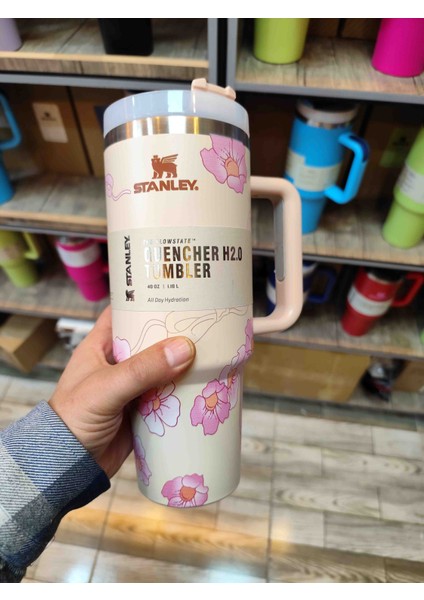 STANLEY.
STANLEY
QUENCHER H2.0
TUMBLER
40 OZ | 1.18 L
All Day Hydration